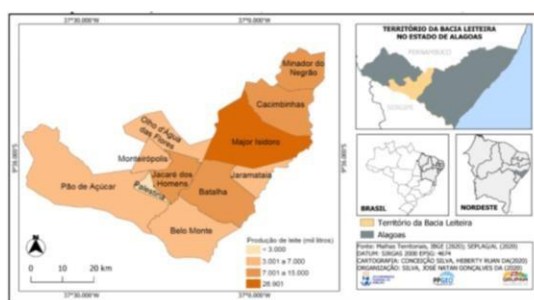 37°30.000'W
37°0.000'W
Minador do
Negrão
Cacimbinhas
Olho d'Água
das Flores
Major Isidoro
Monteirópolis
Jacaré dos
Homens
Jaramataia
Pão de Açúcar
Palestina
Batalha
Belo Monte
Produção de leite (mil litros)
< 3.000
3.001 a 7.000
7.001 a 15.000
26.901
0 10 20 km
37°30.000'W
37°0.000'W
TERRITÓRIO DA BACIA LEITEIRA
NO ESTADO DE ALAGOAS
PERNAMBUCO
SERGIPE
BRASIL
NORDESTE
Território da Bacia Leiteira
Alagoas
Fonte: Malhas Territoriais, IBGE (2020); SEPLAG/AL (2020)
DATUM: SIRGAS 2000 EPSG: 4674
CARTOGRAFIA: CONCEIÇÃO SILVA, HEBERTY RUAN DA(2020)
ORGANIZAÇÃO: SILVA, JOSÉ NATAN GONÇALVES DA (2020)